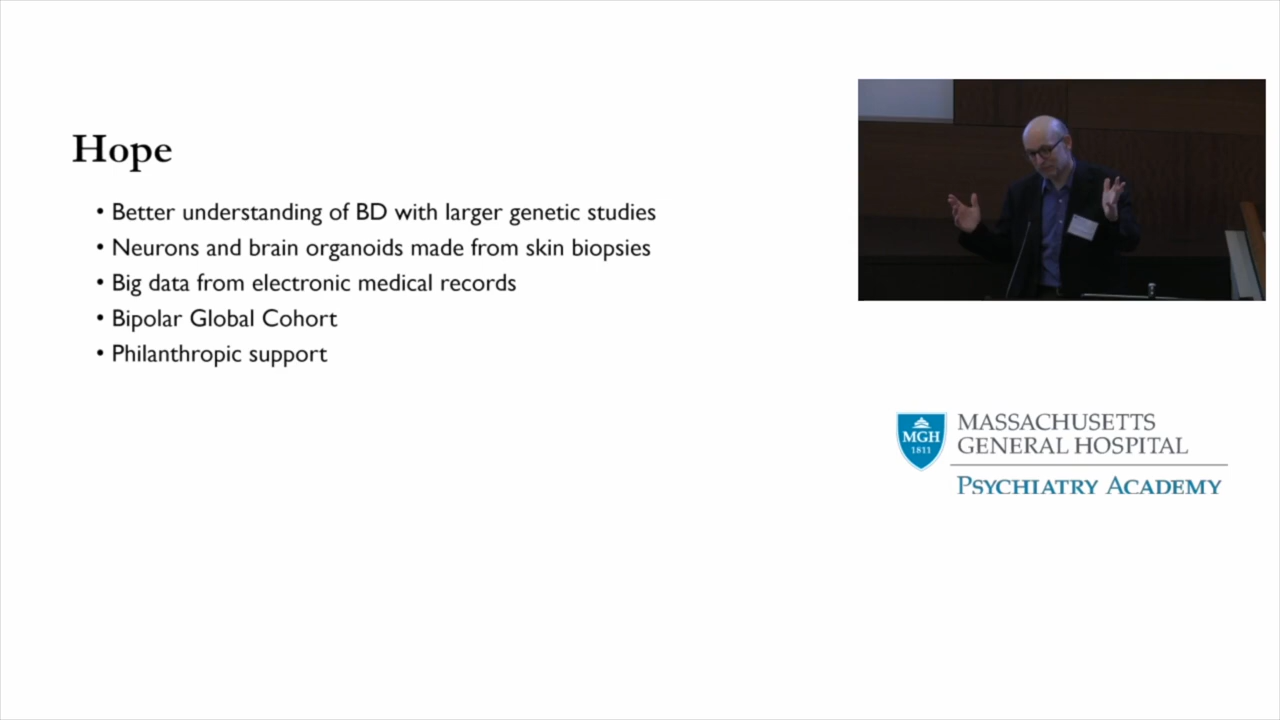 Hope
• Better understanding of BD with larger genetic studies
• Neurons and brain organoids made from skin biopsies
• Big data from electronic medical records
• Bipolar Global Cohort
• Philanthropic support
MGH
1811
MASSACHUSETTS
GENERAL HOSPITAL
PSYCHIATRY ACADEMY